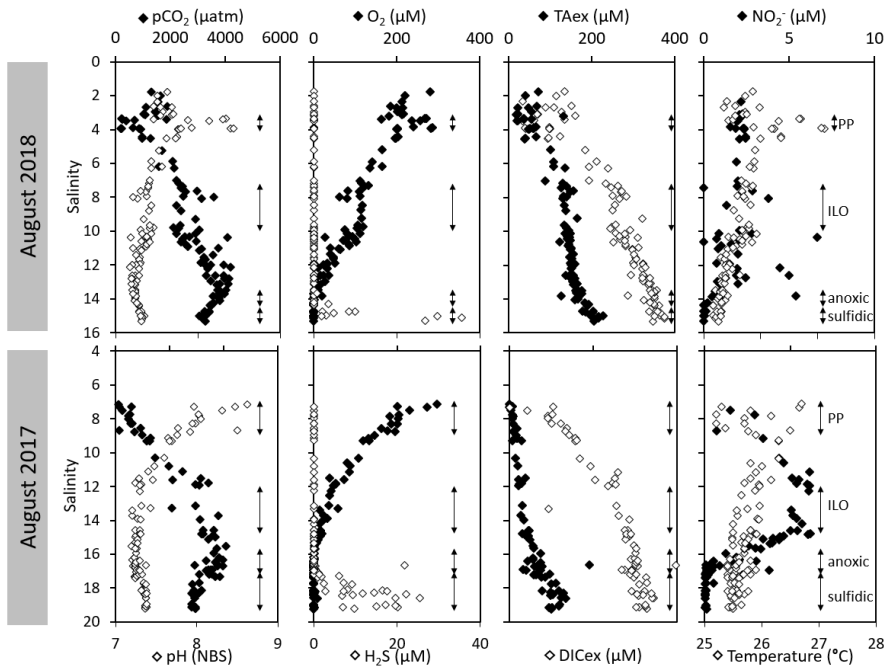 ◆ pCO₂ (µatm) ◆ O₂ (µM) ◆ TAex (µM) ◆ NO₂⁻ (µM)
0 2000 4000 6000 0 200 400 0 200 400 0 5 10
August 2018
Salinity
0
2
4
6
8
10
12
14
16
PP
ILO
anoxic
sulfidic
August 2017
Salinity
4
6
8
10
12
14
16
18
20
PP
ILO
anoxic
sulfidic
7 8 9 0 20 40 0 200 400 25 26 27 28
◇ pH (NBS) ◇ H₂S (µM) ◇ DICex (µM) ◇ Temperature (°C)